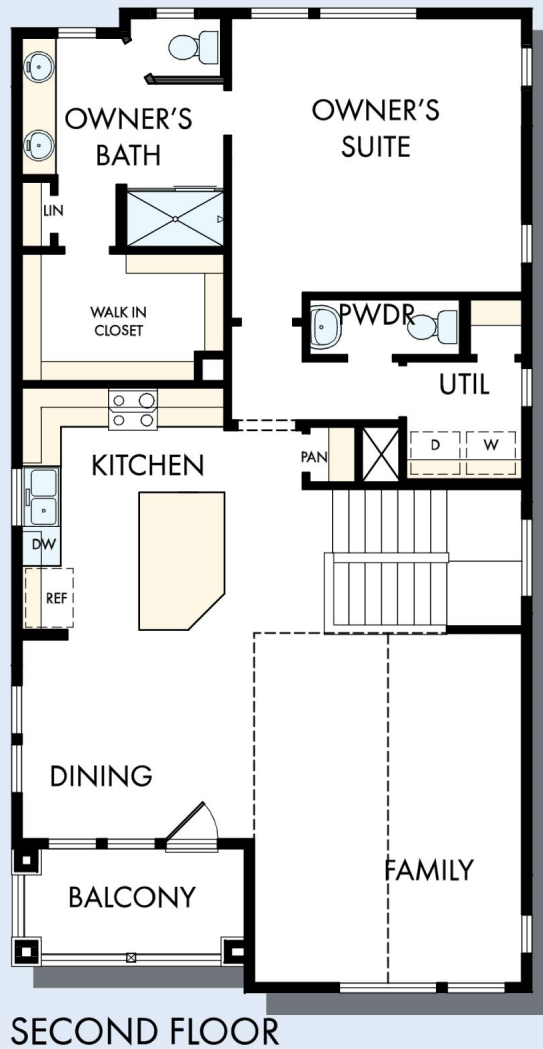 OWNER'S
BATH
OWNER'S
SUITE
LIN
WALK IN
CLOSET
PWDR
UTIL
D
W
PAN
KITCHEN
DW
REF
DINING
FAMILY
BALCONY
SECOND FLOOR